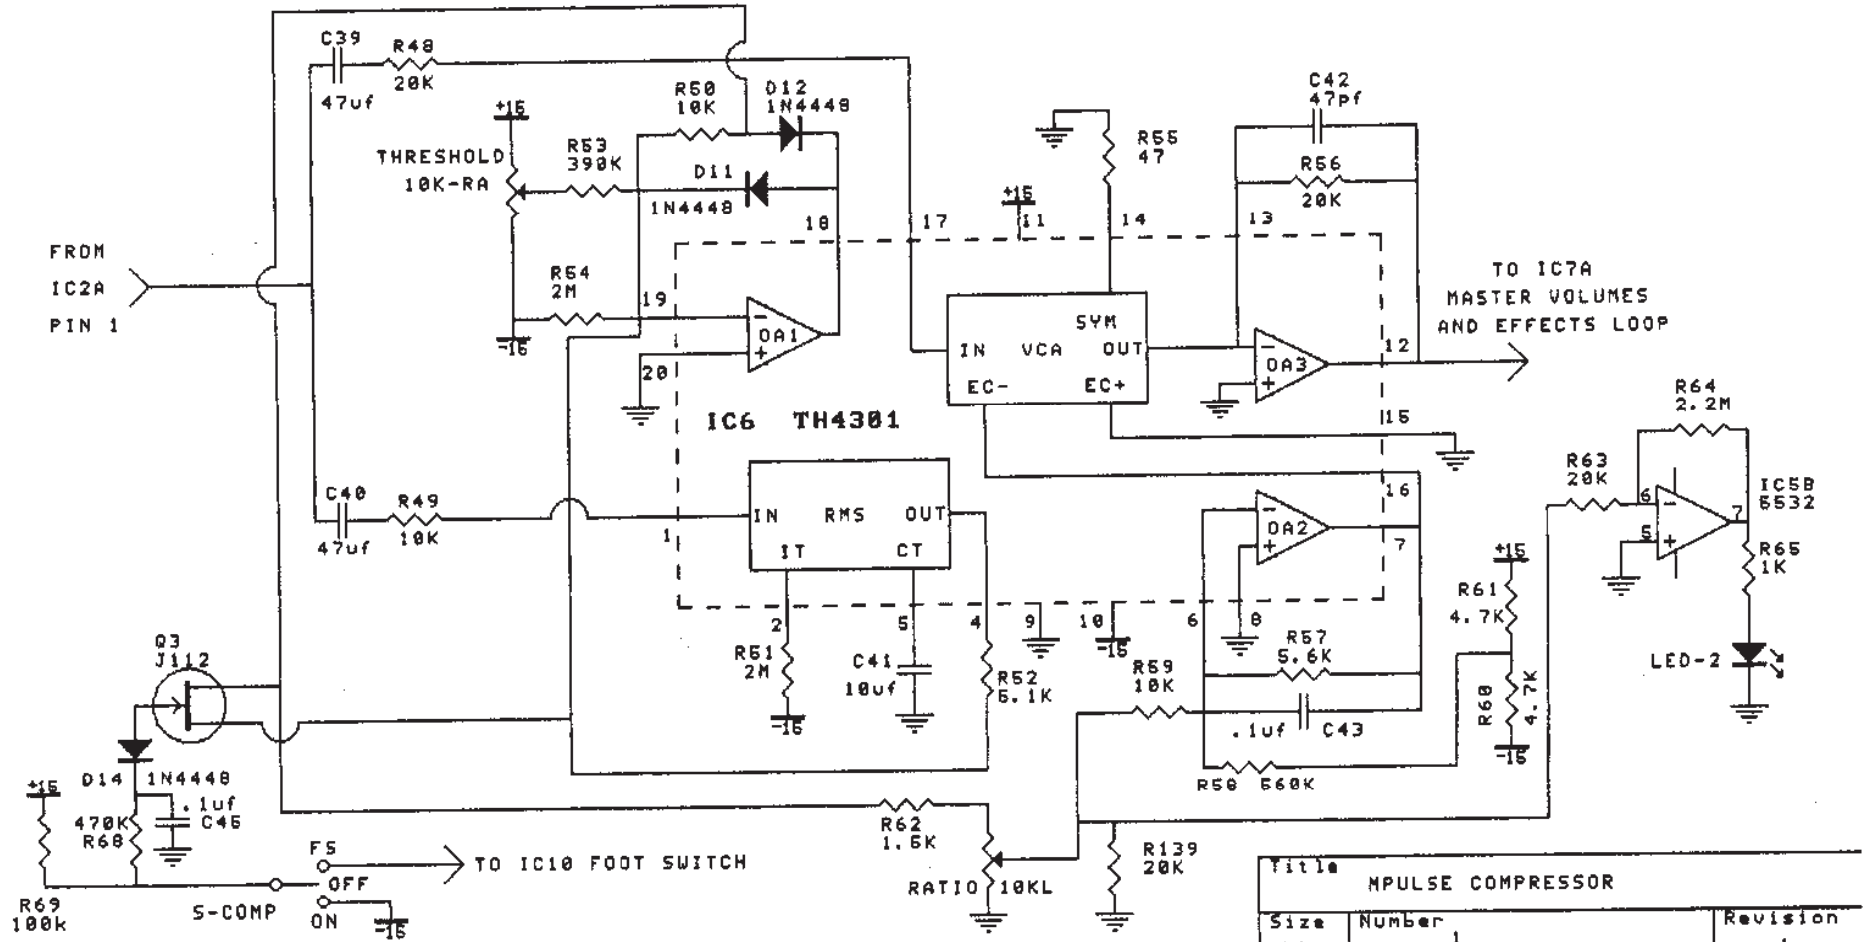 C39
47uf
R48
20K
R50
10K
D12
1N4448
+15
THRESHOLD
10K-RA
R53
390K
D11
1N4448
18
17
+15
11
14
R55
47
C42
47pf
R56
20K
13
FROM
IC2A
PIN 1
R54
2M
-15
19
20
OA1
SYM
IN VCA OUT
EC- EC+
OA3
12
TO IC7A
MASTER VOLUMES
AND EFFECTS LOOP
15
IC6 TH4301
R64
2.2M
R63
20K
IC5B
5532
6
5
7
R65
1K
LED-2
C40
47uf
R49
10K
1
IN RMS OUT
IT CT
OA2
16
7
2
5
4
9
10
-15
6
8
R51
2M
-15
C41
10uf
R52
5.1K
R57
5.6K
R59
10K
.1uf C43
R58 560K
+15
R61
4.7K
R60
4.7K
-15
Q3
J112
D14 1N4448
+15
.1uf
C45
470K
R68
R69
100k
FS
TO IC10 FOOT SWITCH
OFF
S-COMP
ON
-15
R62
1.5K
RATIO 10KL
R139
20K
Title
MPULSE COMPRESSOR
Size
Number
Revision